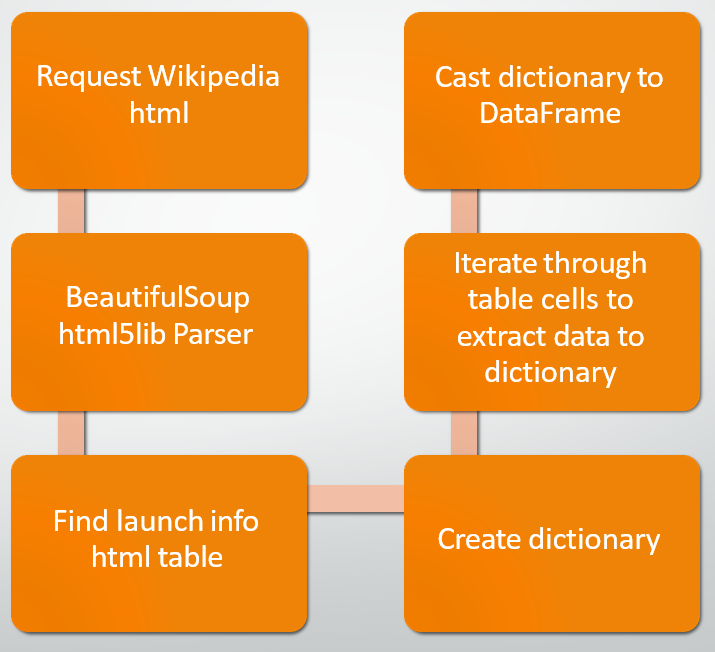 Request Wikipedia
html
BeautifulSoup
html5lib Parser
Find launch info
html table
Create dictionary
Iterate through
table cells to
extract data to
dictionary
Cast dictionary to
DataFrame